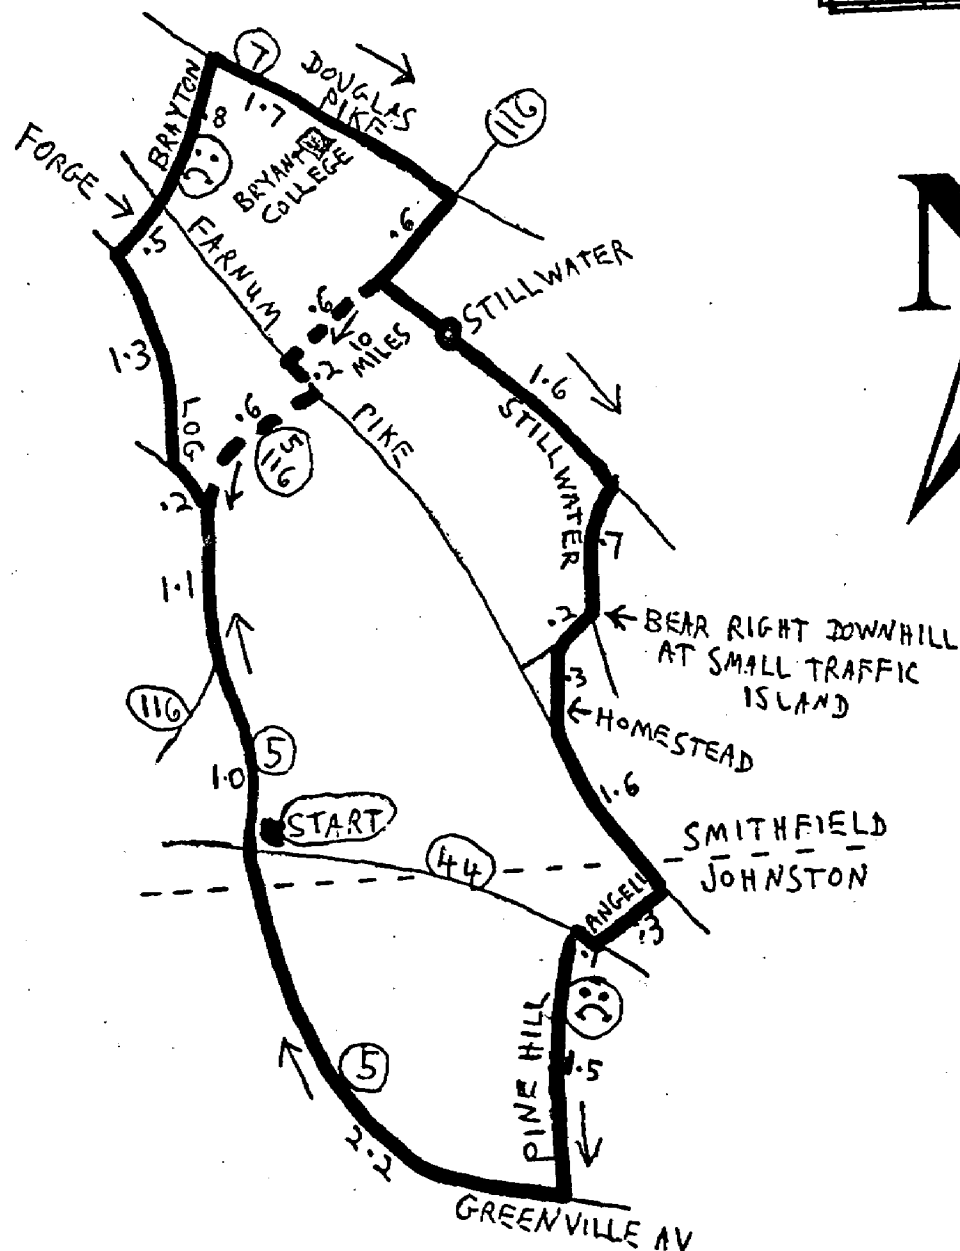 7
DOUGLAS
PIKE
1.7
116
BRAYTON
.8
FORGE
BRYANT
COLLEGE
.6
.5
FARNUM
STILLWATER
.6
10
MILES
.2
1.3
1.6
PIKE
STILLWATER
.6
5
116
LOG
.2
.7
1.1
.2
BEAR RIGHT DOWNHILL
AT SMALL TRAFFIC
ISLAND
.3
HOMESTEAD
116
5
1.0
1.6
START
SMITHFIELD
44
JOHNSTON
ANGELL
.3
.1
PINE HILL
1.5
5
2.2
GREENVILLE AV